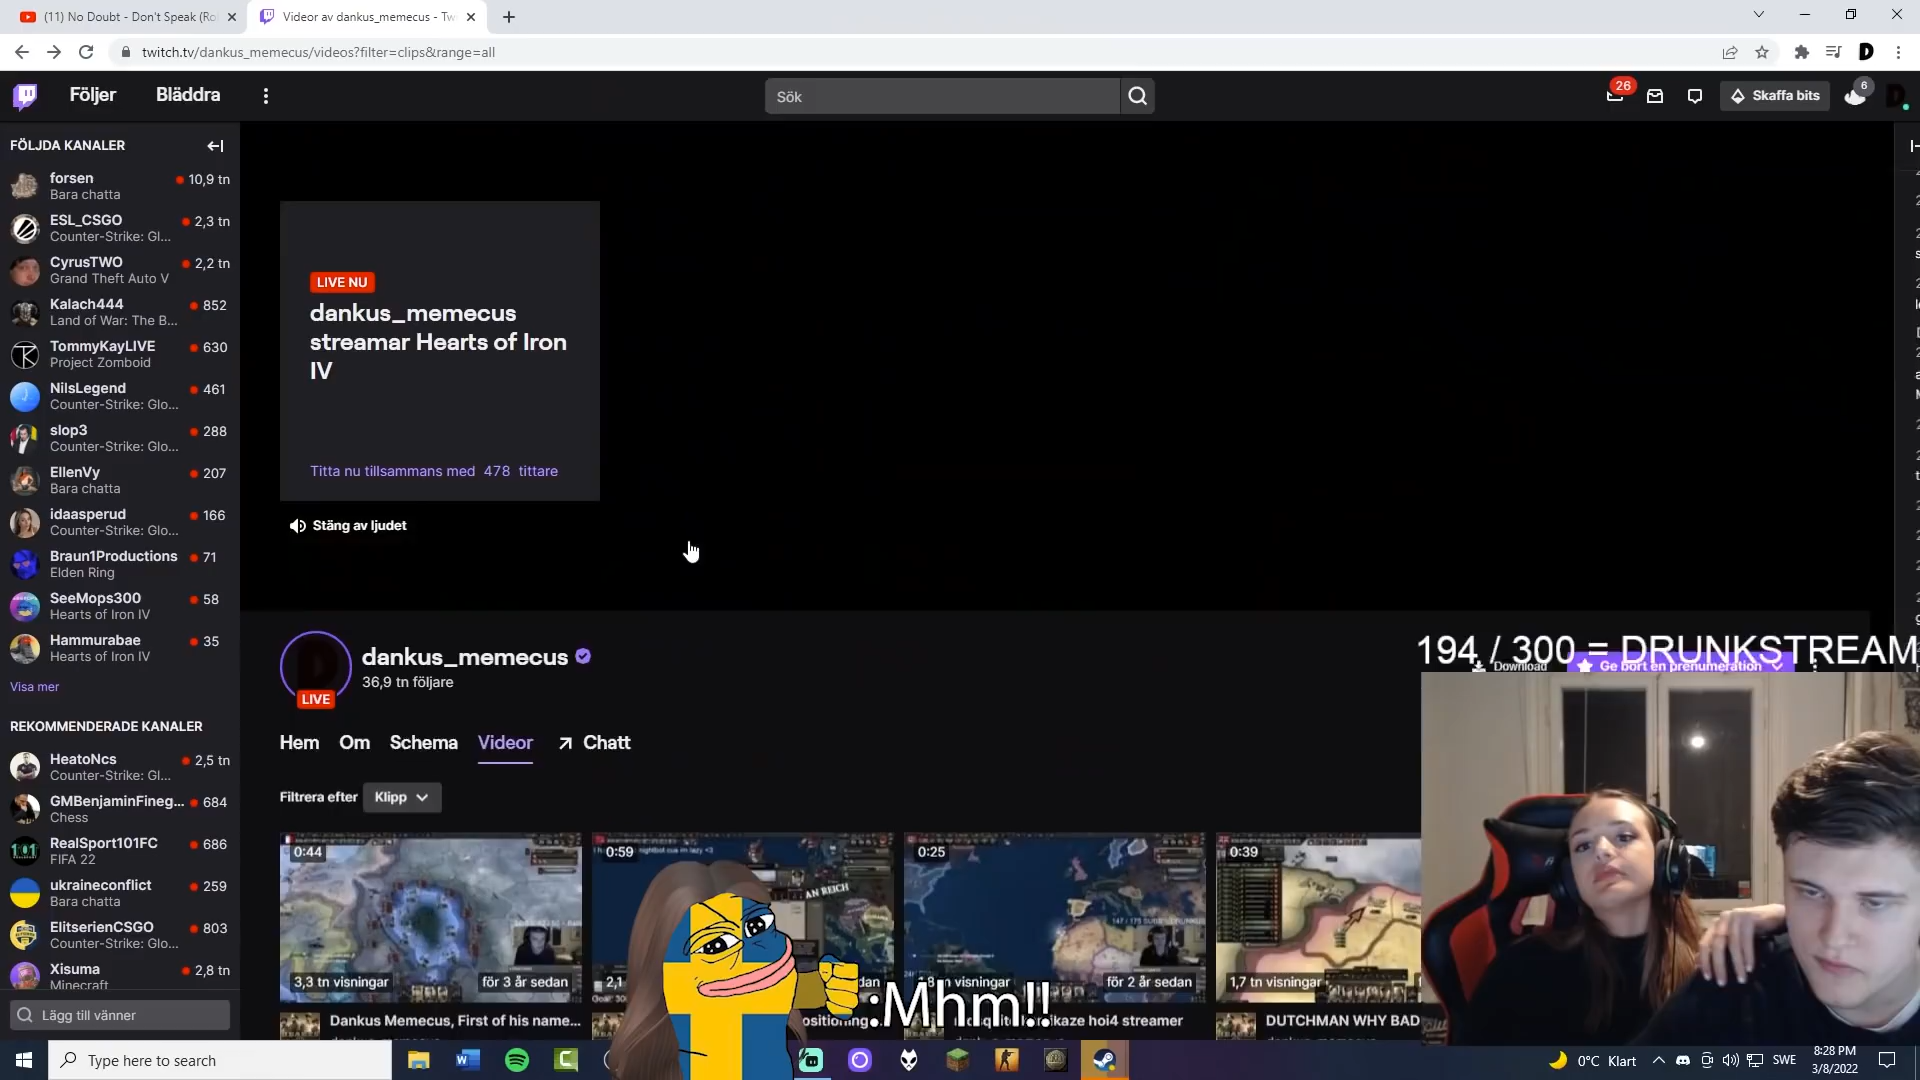 (11) No Doubt - Don't Speak (Ro
Videor av dankus_memecus - Tw
twitch.tv/dankus_memecus/videos?filter=clips&range=all
Följer
Bläddra
Sök
26
Skaffa bits
6
FÖLJDA KANALER
forsen 10,9 tn
Bara chatta
ESL_CSGO 2,3 tn
Counter-Strike: Gl...
CyrusTWO 2,2 tn
Grand Theft Auto V
Kalach444 852
Land of War: The B...
TommyKayLIVE 630
Project Zomboid
NilsLegend 461
Counter-Strike: Glo...
slop3 288
Counter-Strike: Glo...
EllenVy 207
Bara chatta
idaasperud 166
Counter-Strike: Glo...
Braun1Productions 71
Elden Ring
SeeMops300 58
Hearts of Iron IV
Hammurabae 35
Hearts of Iron IV
Visa mer
REKOMMENDERADE KANALER
HeatoNcs 2,5 tn
Counter-Strike: Gl...
GMBenjaminFineg... 684
Chess
RealSport101FC 686
FIFA 22
ukraineconflict 259
Bara chatta
ElitserienCSGO 803
Counter-Strike: Glo...
Xisuma 2,8 tn
Minecraft
Lägg till vänner
LIVE NU
dankus_memecus
streamar Hearts of Iron
IV
Titta nu tillsammans med 478 tittare
Stäng av ljudet
dankus_memecus
36,9 tn följare
LIVE
194 / 300 = DRUNKSTREAM
Download
Ge bort en prenumeration
Hem Om Schema Videor Chatt
Filtrera efter Klipp
0:44
3,3 tn visningar för 3 år sedan
Dankus Memecus, First of his name...
0:59
AN REICH
2,1
0:25
visningar för 2 år sedan
kaze hoi4 streamer
0:39
1,7 tn visningar
DUTCHMAN WHY BAD
:Mhm!!
Type here to search
0°C Klart
SWE
8:28 PM
3/8/2022